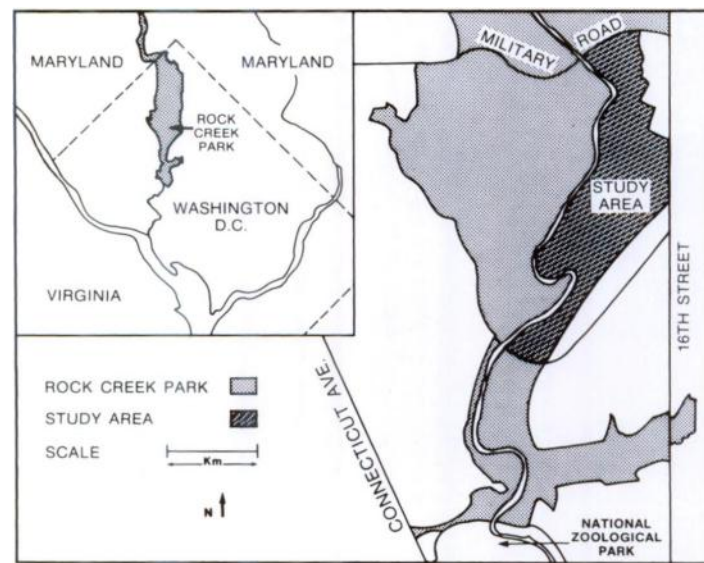 MARYLAND
MARYLAND
ROCK
CREEK
PARK
WASHINGTON
D.C.
VIRGINIA
MILITARY
ROAD
STUDY
AREA
16TH STREET
CONNECTICUT AVE.
NATIONAL
ZOOLOGICAL
PARK
ROCK CREEK PARK
STUDY AREA
SCALE
Km
N